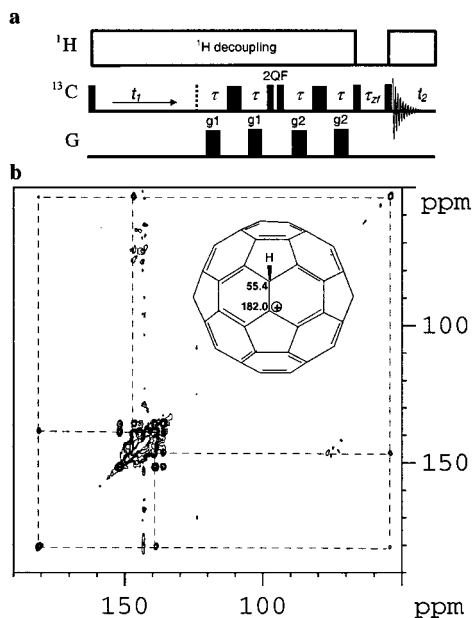 a
¹H
¹H decoupling
2QF
¹³C
t₁
τ
τ
τ
τ
τzf
t₂
g1
g1
g2
g2
G
b
ppm
H
55.4
182.0
+
100
150
ppm
150
100
ppm